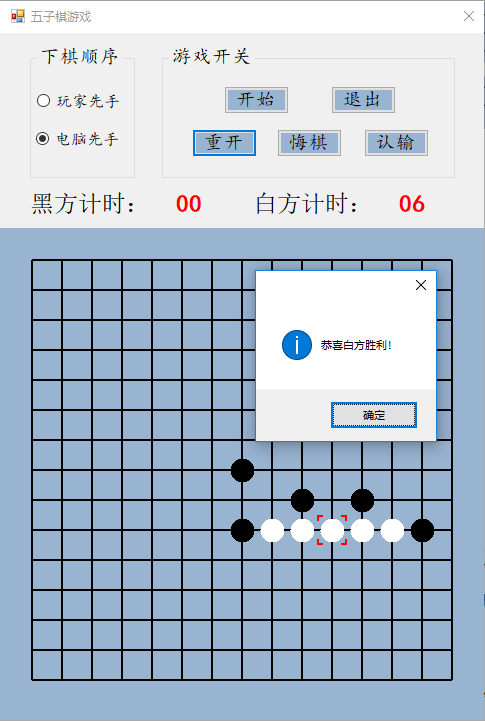 五子棋游戏
下棋顺序
游戏开关
玩家先手
开始
退出
电脑先手
重开
悔棋
认输
黑方计时：
00
白方计时：
06
恭喜白方胜利!
确定